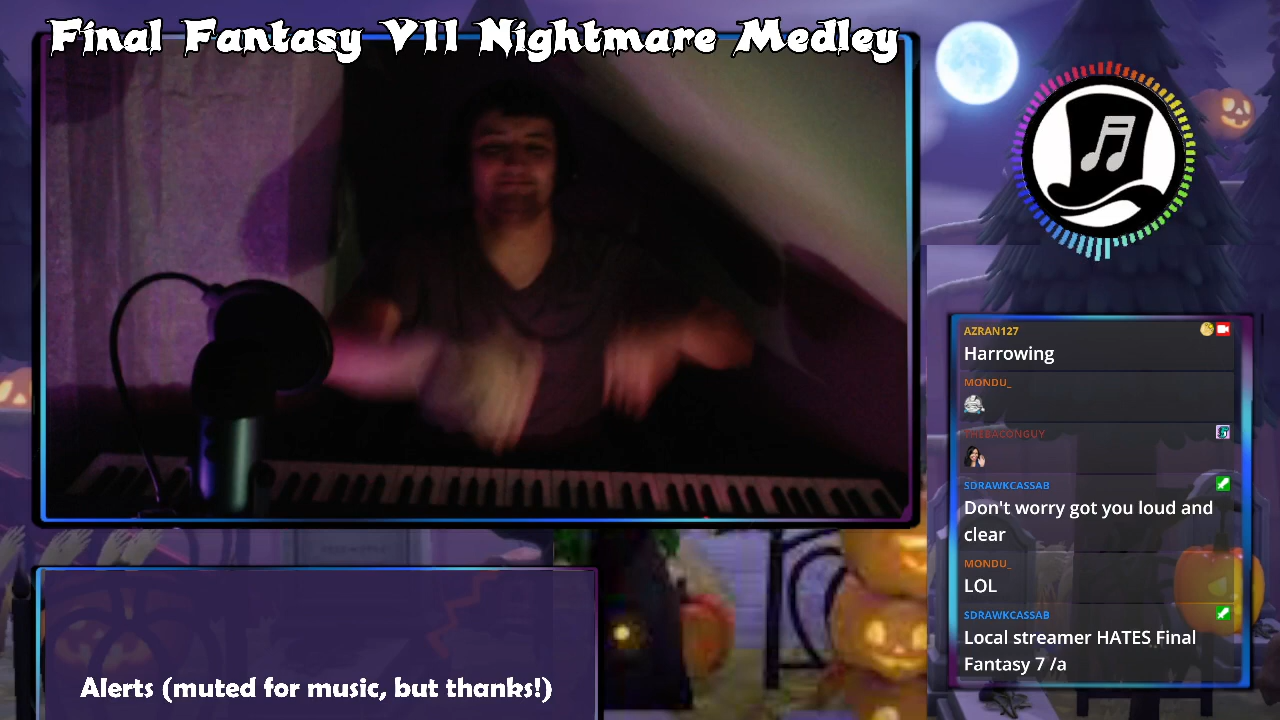 Final Fantasy VII Nightmare Medley
AZRAN127
Harrowing
MONDU_
THEBACONGUY
SDRAWKCASSAB
Don't worry got you loud and
clear
MONDU_
LOL
SDRAWKCASSAB
Local streamer HATES Final
Fantasy 7 /a
Alerts (muted for music, but thanks!)